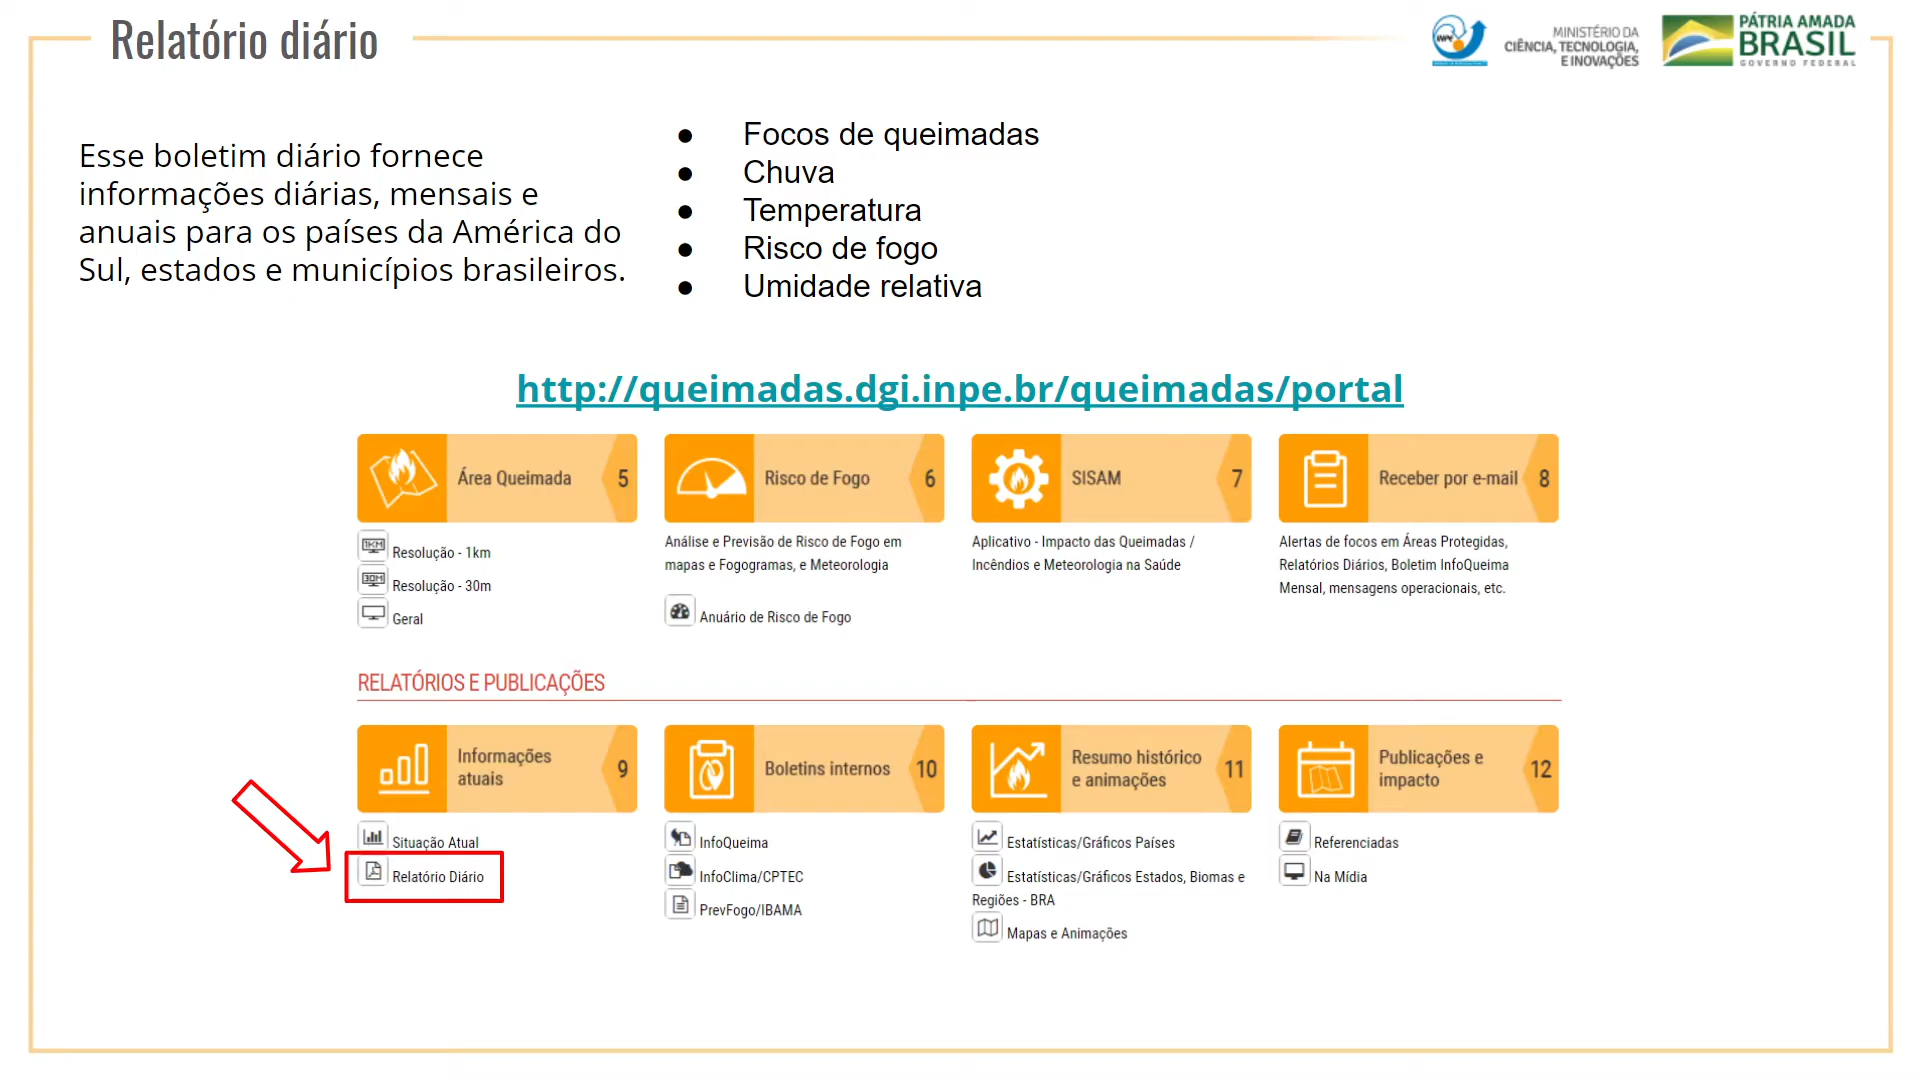 Relatório diário
INPE
MINISTÉRIO DA
CIÊNCIA, TECNOLOGIA,
E INOVAÇÕES
PÁTRIA AMADA
BRASIL
GOVERNO FEDERAL
Esse boletim diário fornece
informações diárias, mensais e
anuais para os países da América do
Sul, estados e municípios brasileiros.
● Focos de queimadas
● Chuva
● Temperatura
● Risco de fogo
● Umidade relativa
http://queimadas.dgi.inpe.br/queimadas/portal
Área Queimada 5
1KM Resolução - 1km
30M Resolução - 30m
Geral
Risco de Fogo 6
Análise e Previsão de Risco de Fogo em
mapas e Fogogramas, e Meteorologia
Anuário de Risco de Fogo
SISAM 7
Aplicativo - Impacto das Queimadas /
Incêndios e Meteorologia na Saúde
Receber por e-mail 8
Alertas de focos em Áreas Protegidas,
Relatórios Diários, Boletim InfoQueima
Mensal, mensagens operacionais, etc.
RELATÓRIOS E PUBLICAÇÕES
Informações
atuais
9
Situação Atual
Relatório Diário
Boletins internos 10
InfoQueima
InfoClima/CPTEC
PrevFogo/IBAMA
Resumo histórico
e animações
11
Estatísticas/Gráficos Países
Estatísticas/Gráficos Estados, Biomas e
Regiões - BRA
Mapas e Animações
Publicações e
impacto
12
Referenciadas
Na Mídia